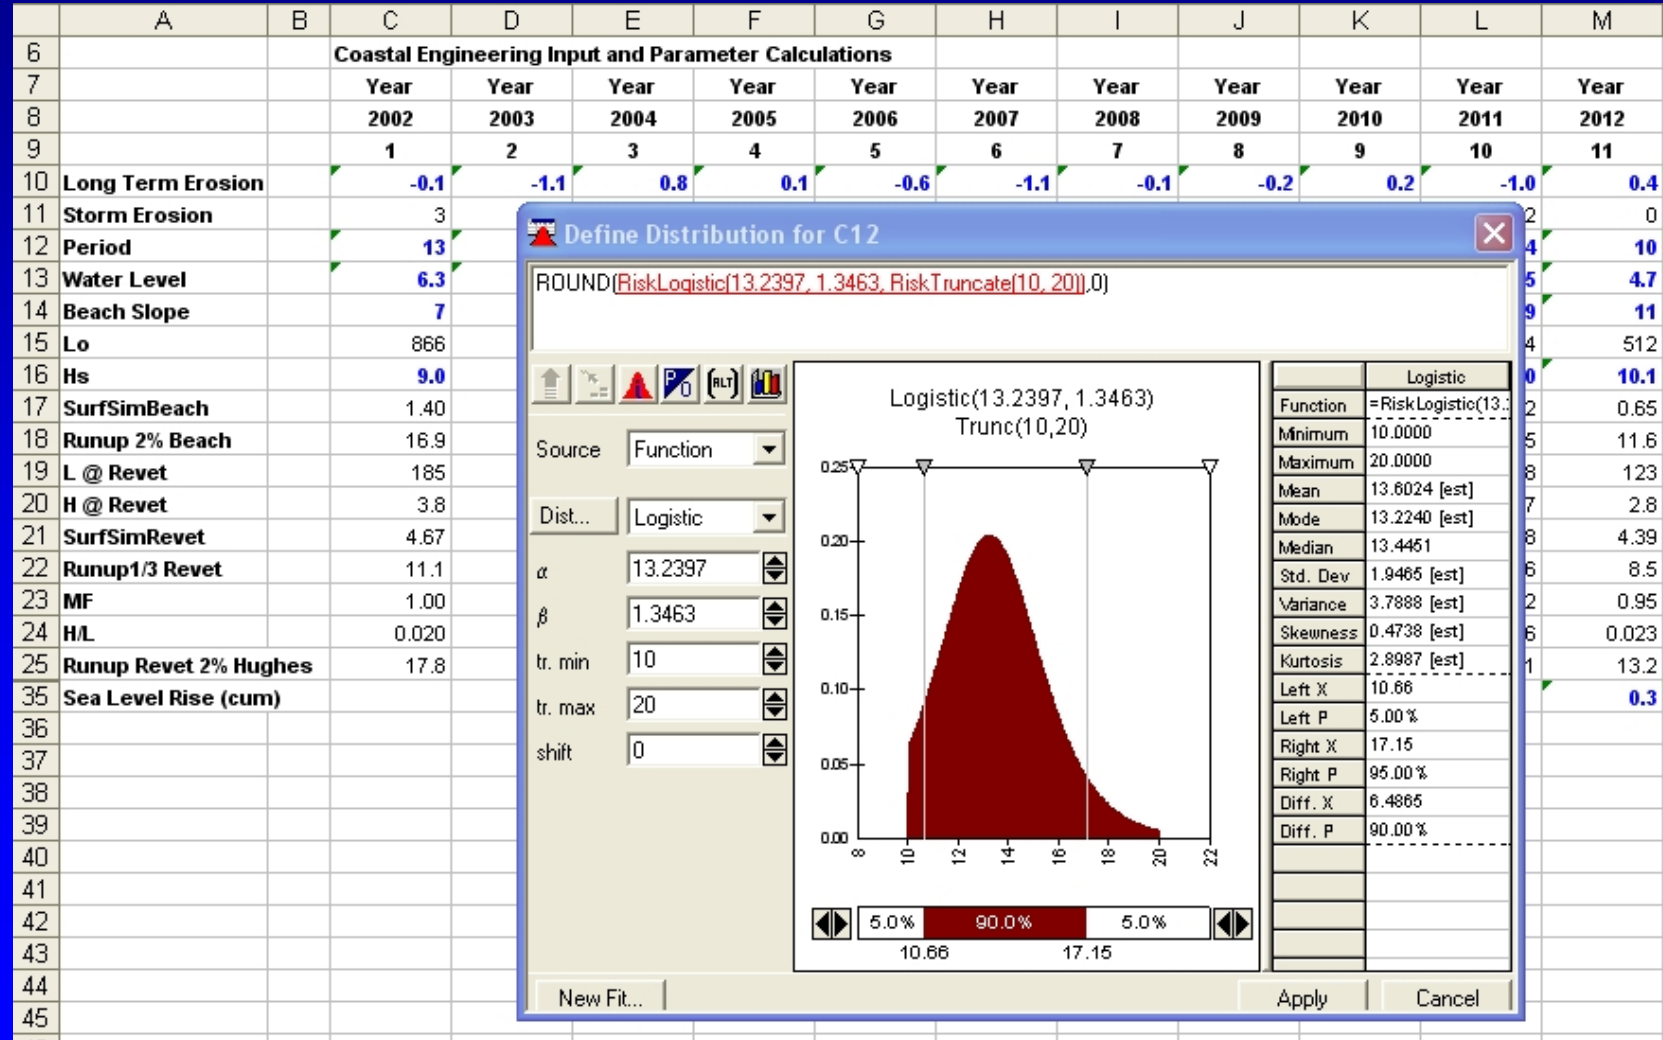 A B C D E F G H I J K L M
6 Coastal Engineering Input and Parameter Calculations
7 Year Year Year Year Year Year Year Year Year Year Year
8 2002 2003 2004 2005 2006 2007 2008 2009 2010 2011 2012
9 1 2 3 4 5 6 7 8 9 10 11
10 Long Term Erosion -0.1 -1.1 0.8 0.1 -0.6 -1.1 -0.1 -0.2 0.2 -1.0 0.4
11 Storm Erosion 3 2 0
12 Period 13 4 10
13 Water Level 6.3 5 4.7
14 Beach Slope 7 9 11
15 Lo 866 4 512
16 Hs 9.0 0 10.1
17 SurfSimBeach 1.40 2 0.65
18 Runup 2% Beach 16.9 5 11.6
19 L @ Revet 185 8 123
20 H @ Revet 3.8 7 2.8
21 SurfSimRevet 4.67 8 4.39
22 Runup1/3 Revet 11.1 6 8.5
23 MF 1.00 2 0.95
24 H/L 0.020 6 0.023
25 Runup Revet 2% Hughes 17.8 1 13.2
35 Sea Level Rise (cum) 0.3
36
37
38
39
40
41
42
43
44
45
Define Distribution for C12
ROUND(RiskLogistic(13.2397, 1.3463, RiskTruncate(10, 20)),0)
Source Function
Dist... Logistic
α 13.2397
β 1.3463
tr. min 10
tr. max 20
shift 0
Logistic(13.2397, 1.3463)
Trunc(10,20)
0.25
0.20
0.15
0.10
0.05
0.00
8 10 12 14 16 18 20 22
5.0% 90.0% 5.0%
10.66 17.15
Logistic
Function =RiskLogistic(13.
Minimum 10.0000
Maximum 20.0000
Mean 13.6024 [est]
Mode 13.2240 [est]
Median 13.4451
Std. Dev 1.9465 [est]
Variance 3.7888 [est]
Skewness 0.4738 [est]
Kurtosis 2.8987 [est]
Left X 10.66
Left P 5.00%
Right X 17.15
Right P 95.00%
Diff. X 6.4865
Diff. P 90.00%
New Fit... Apply Cancel